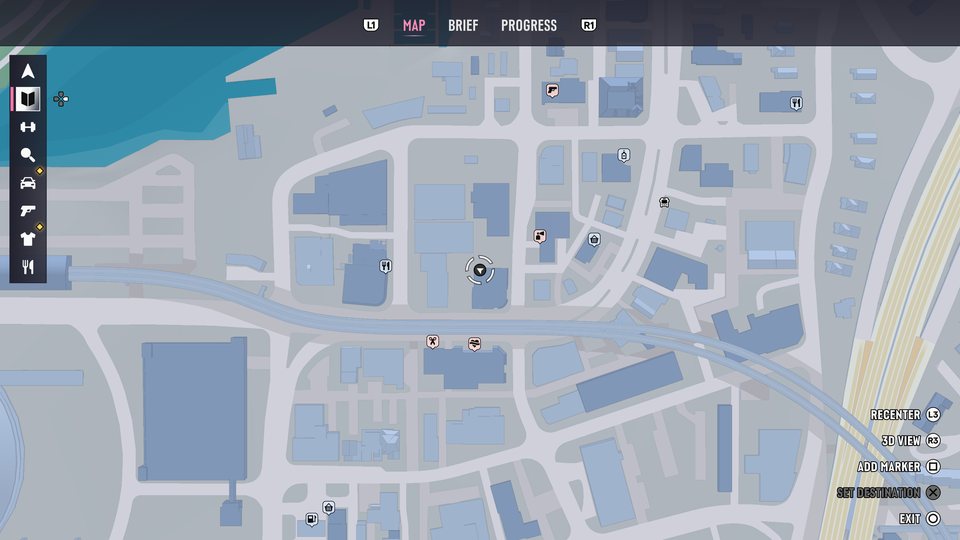 L1 MAP BRIEF PROGRESS R1
RECENTER L3
3D VIEW R3
ADD MARKER
SET DESTINATION
EXIT